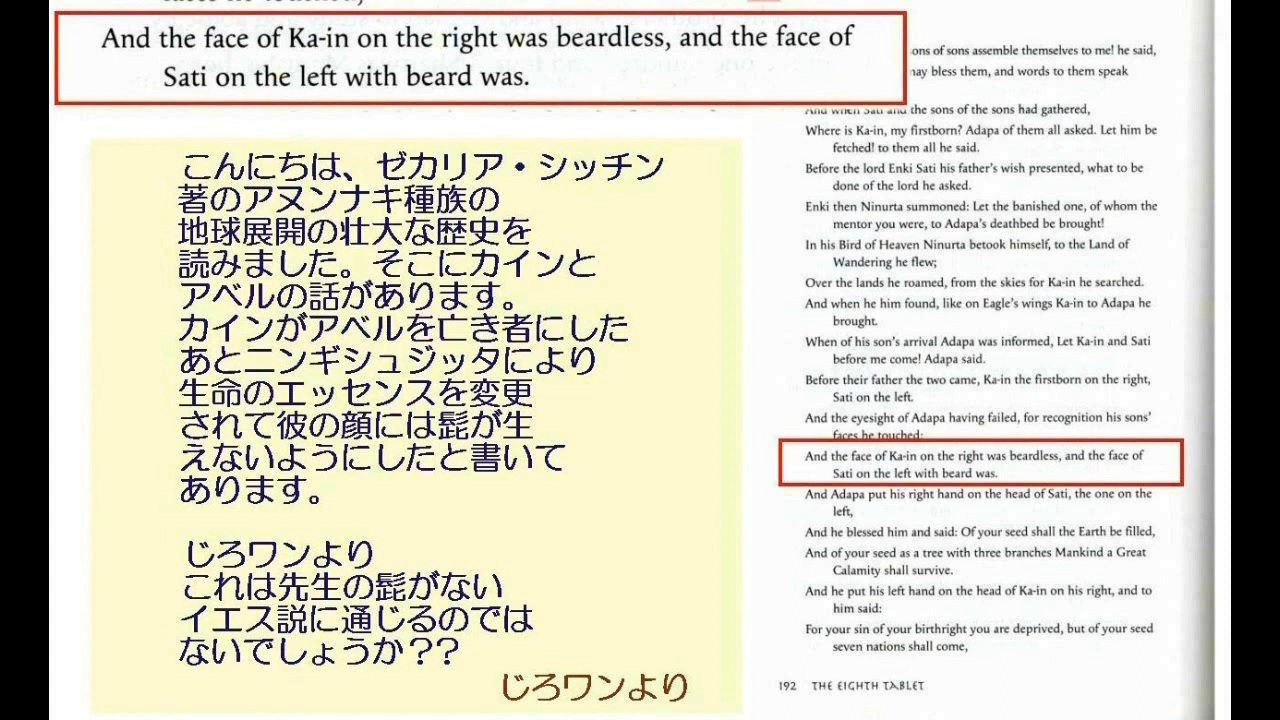 And the face of Ka-in on the right was beardless, and the face of
Sati on the left with beard was.
こんにちは、ゼカリア・シッチン
著のアヌンナキ種族の
地球展開の壮大な歴史を
読みました。そこにカインと
アベルの話があります。
カインがアベルを亡き者にした
あとニンギシュジッタにより
生命のエッセンスを変更
されて彼の顔には髭が生
えないようにしたと書いて
あります。
じろワンより
これは先生の髭がない
イエス説に通じるのでは
ないでしょうか??
じろワンより
ons of sons assemble themselves to me! he said,
may bless them, and words to them speak
the sons of the sons had gathered,
Where is Ka-in, my firstborn? Adapa of them all asked. Let him be
fetched! to them all he said.
Before the lord Enki Sati his father's wish presented, what to be
done of the lord he asked.
Enki then Ninurta summoned: Let the banished one, of whom the
mentor you were, to Adapa's deathbed be brought!
In his Bird of Heaven Ninurta betook himself, to the Land of
Wandering he flew;
Over the lands he roamed, from the skies for Ka-in he searched.
And when he him found, like on Eagle's wings Ka-in to Adapa he
brought.
When of his son's arrival Adapa was informed, Let Ka-in and Sati
before me come! Adapa said.
Before their father the two came, Ka-in the firstborn on the right,
Sati on the left.
And the eyesight of Adapa having failed, for recognition his sons'
faces he touched;
And the face of Ka-in on the right was beardless, and the face of
Sati on the left with beard was.
And Adapa put his right hand on the head of Sati, the one on the
left,
And he blessed him and said: Of your seed shall the Earth be filled,
And of your seed as a tree with three branches Mankind a Great
Calamity shall survive.
And he put his left hand on the head of Ka-in on his right, and to
him said:
For your sin of your birthright you are deprived, but of your seed
seven nations shall come,
192 THE EIGHTH TABLET